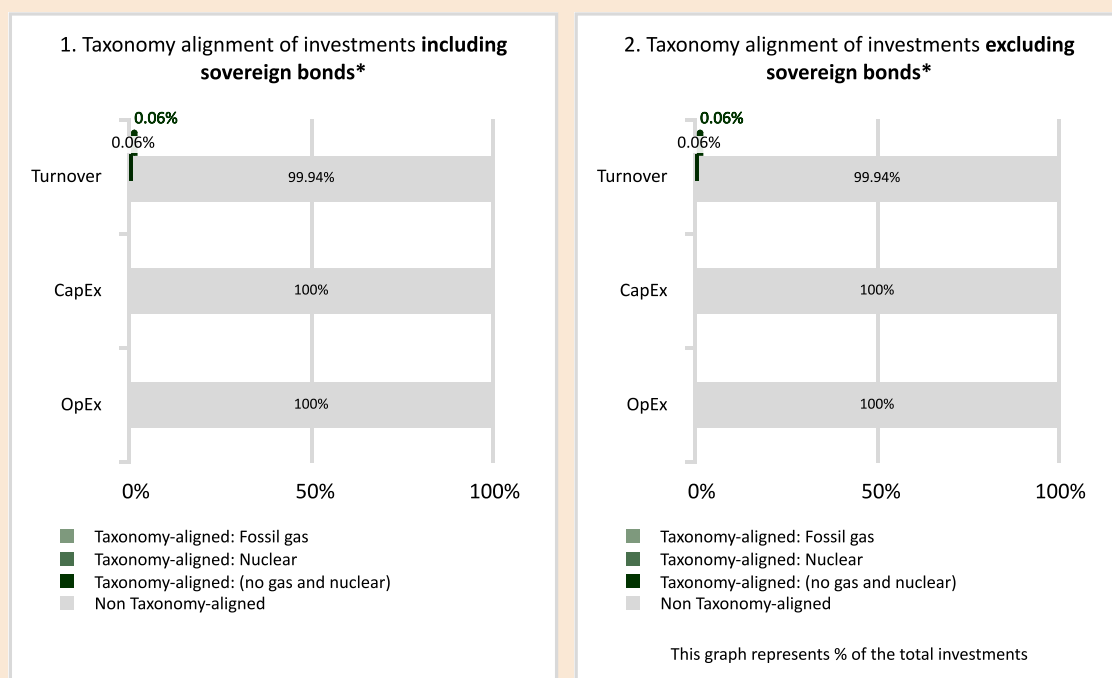 1. Taxonomy alignment of investments including
sovereign bonds*
0.06%
0.06%
Turnover
99.94%
CapEx
100%
OpEx
100%
0%
50%
100%
Taxonomy-aligned: Fossil gas
Taxonomy-aligned: Nuclear
Taxonomy-aligned: (no gas and nuclear)
Non Taxonomy-aligned
2. Taxonomy alignment of investments excluding
sovereign bonds*
0.06%
0.06%
Turnover
99.94%
CapEx
100%
OpEx
100%
0%
50%
100%
Taxonomy-aligned: Fossil gas
Taxonomy-aligned: Nuclear
Taxonomy-aligned: (no gas and nuclear)
Non Taxonomy-aligned
This graph represents % of the total investments